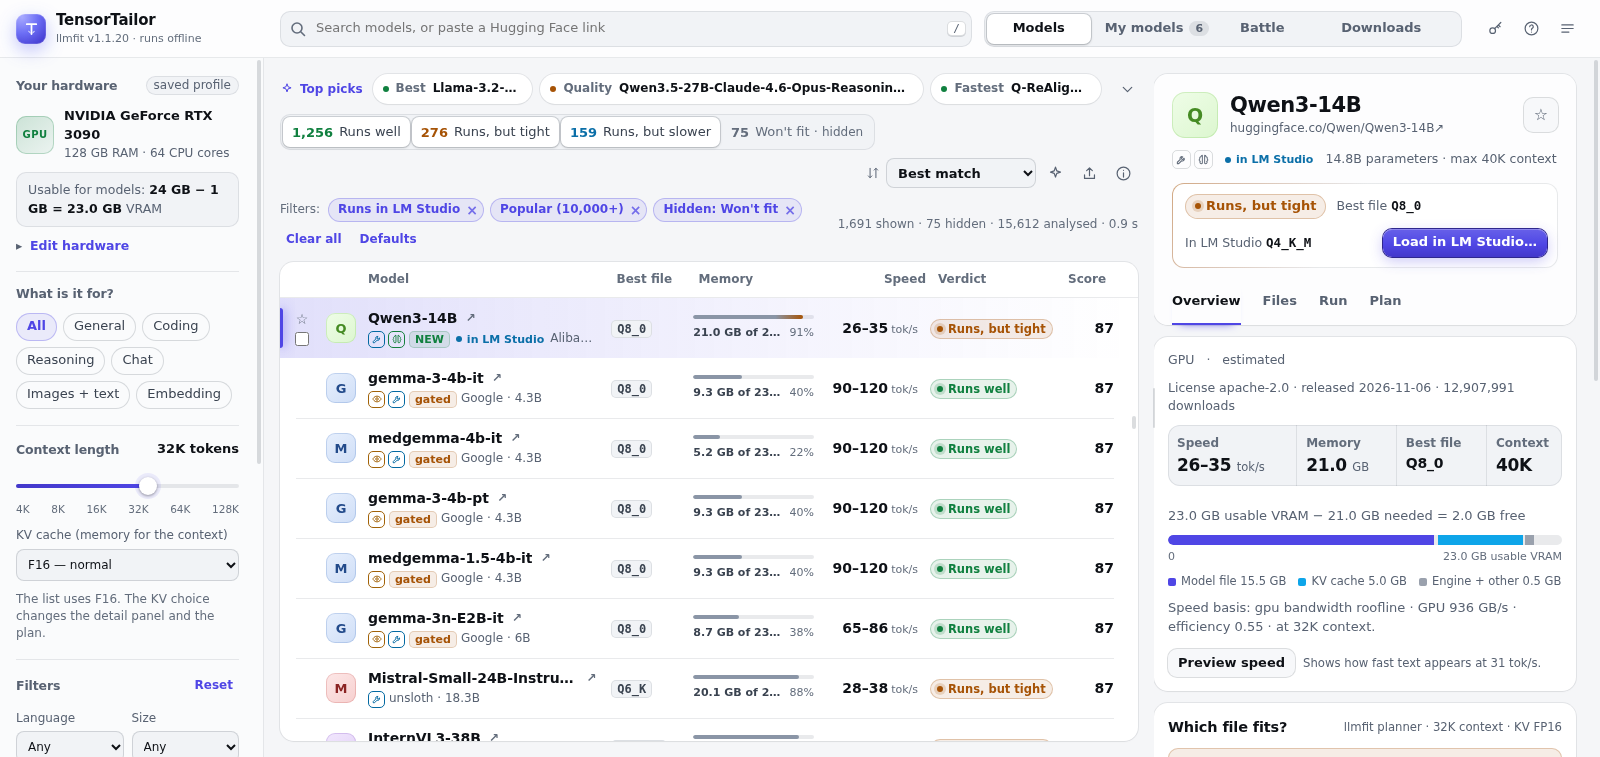 TensorTailor
llmfit v1.1.20 · runs offline
Search models, or paste a Hugging Face link
/
Models
My models 6
Battle
Downloads
Your hardware
saved profile
GPU
NVIDIA GeForce RTX
3090
128 GB RAM · 64 CPU cores
Usable for models: 24 GB − 1
GB = 23.0 GB VRAM
▸ Edit hardware
What is it for?
All
General
Coding
Reasoning
Chat
Images + text
Embedding
Context length
32K tokens
4K 8K 16K 32K 64K 128K
KV cache (memory for the context)
F16 — normal
The list uses F16. The KV choice
changes the detail panel and the
plan.
Filters
Reset
Language
Size
Any
Any
Top picks
Best Llama-3.2-…
Quality Qwen3.5-27B-Claude-4.6-Opus-Reasonin…
Fastest Q-ReAlig…
1,256 Runs well
276 Runs, but tight
159 Runs, but slower
75 Won't fit · hidden
Best match
Filters:
Runs in LM Studio ×
Popular (10,000+) ×
Hidden: Won't fit ×
Clear all
Defaults
1,691 shown · 75 hidden · 15,612 analysed · 0.9 s
Model Best file Memory Speed Verdict Score
☆
Q
Qwen3-14B ↗
NEW in LM Studio Aliba…
Q8_0
21.0 GB of 2… 91%
26–35 tok/s
Runs, but tight
87
G
gemma-3-4b-it ↗
gated Google · 4.3B
Q8_0
9.3 GB of 23… 40%
90–120 tok/s
Runs well
87
M
medgemma-4b-it ↗
gated Google · 4.3B
Q8_0
5.2 GB of 23… 22%
90–120 tok/s
Runs well
87
G
gemma-3-4b-pt ↗
gated Google · 4.3B
Q8_0
9.3 GB of 23… 40%
90–120 tok/s
Runs well
87
M
medgemma-1.5-4b-it ↗
gated Google · 4.3B
Q8_0
9.3 GB of 23… 40%
90–120 tok/s
Runs well
87
G
gemma-3n-E2B-it ↗
gated Google · 6B
Q8_0
8.7 GB of 23… 38%
65–86 tok/s
Runs well
87
M
Mistral-Small-24B-Instru… ↗
unsloth · 18.3B
Q6_K
20.1 GB of 2… 88%
28–38 tok/s
Runs, but tight
87
InternVL3-38B ↗
Q
Qwen3-14B
huggingface.co/Qwen/Qwen3-14B↗
☆
in LM Studio 14.8B parameters · max 40K context
Runs, but tight
Best file Q8_0
In LM Studio Q4_K_M
Load in LM Studio…
Overview
Files
Run
Plan
GPU · estimated
License apache-2.0 · released 2026-11-06 · 12,907,991
downloads
Speed Memory Best file Context
26–35 tok/s 21.0 GB Q8_0 40K
23.0 GB usable VRAM − 21.0 GB needed = 2.0 GB free
0 23.0 GB usable VRAM
Model file 15.5 GB KV cache 5.0 GB Engine + other 0.5 GB
Speed basis: gpu bandwidth roofline · GPU 936 GB/s ·
efficiency 0.55 · at 32K context.
Preview speed
Shows how fast text appears at 31 tok/s.
Which file fits?
llmfit planner · 32K context · KV FP16